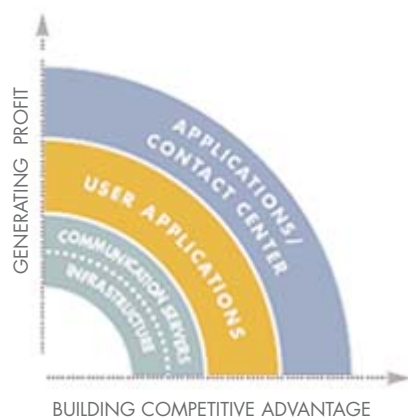 GENERATING PROFIT
APPLICATIONS/
CONTACT CENTER
USER APPLICATIONS
COMMUNICATION SERVERS
INFRASTRUCTURE
BUILDING COMPETITIVE ADVANTAGE